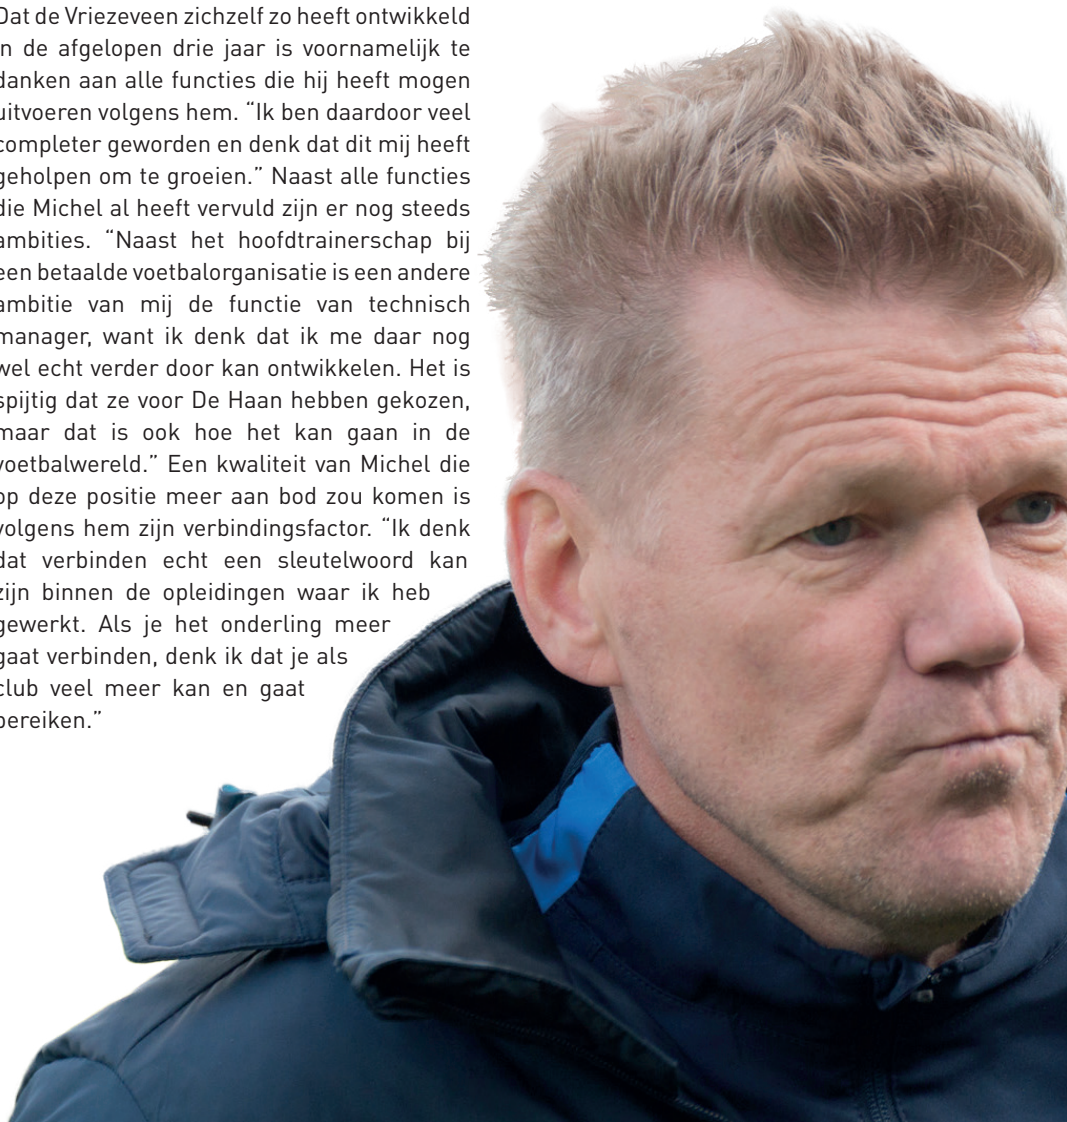 Dat de Vriezeveen zichzelf zo heeft ontwikkeld
in de afgelopen drie jaar is voornamelijk te
danken aan alle functies die hij heeft mogen
uitvoeren volgens hem. “Ik ben daardoor veel
completer geworden en denk dat dit mij heeft
geholpen om te groeien.” Naast alle functies
die Michel al heeft vervuld zijn er nog steeds
ambities. “Naast het hoofdtrainerschap bij
een betaalde voetbalorganisatie is een andere
ambitie van mij de functie van technisch
manager, want ik denk dat ik me daar nog
wel echt verder door kan ontwikkelen. Het is
spijtig dat ze voor De Haan hebben gekozen,
maar dat is ook hoe het kan gaan in de
voetbalwereld.” Een kwaliteit van Michel die
op deze positie meer aan bod zou komen is
volgens hem zijn verbindingsfactor. “Ik denk
dat verbinden echt een sleutelwoord kan
zijn binnen de opleidingen waar ik heb
gewerkt. Als je het onderling meer
gaat verbinden, denk ik dat je als
club veel meer kan en gaat
bereiken.”